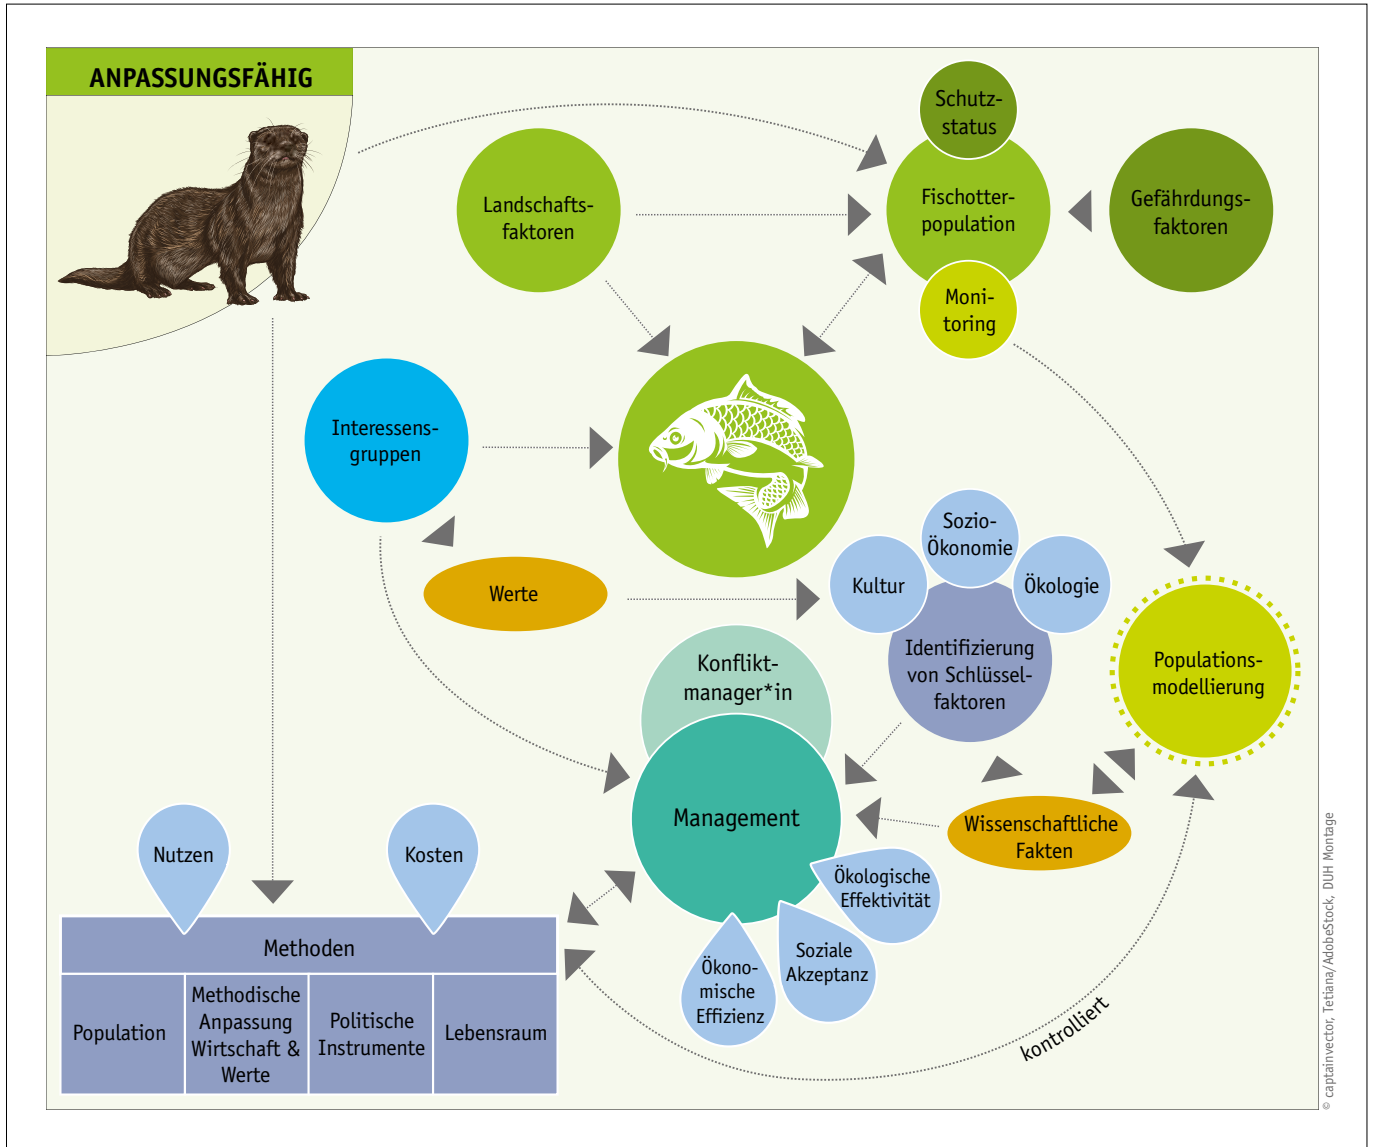 ANPASSUNGSFÄHIG
Schutz-
status
Landschafts-
faktoren
Fischotter-
population
Gefährdungs-
faktoren
Moni-
toring
Interessens-
gruppen
Sozio-
Ökonomie
Kultur
Ökologie
Werte
Identifizierung
von Schlüssel-
faktoren
Konflikt-
manager*in
Populations-
modellierung
Management
Wissenschaftliche
Fakten
Nutzen
Kosten
Ökologische
Effektivität
Soziale
Akzeptanz
Ökono-
mische
Effizienz
Methoden
Population
Methodische
Anpassung
Wirtschaft &
Werte
Politische
Instrumente
Lebensraum
kontrolliert
© captainvector, Tetiana/AdobeStock, DUH Montage